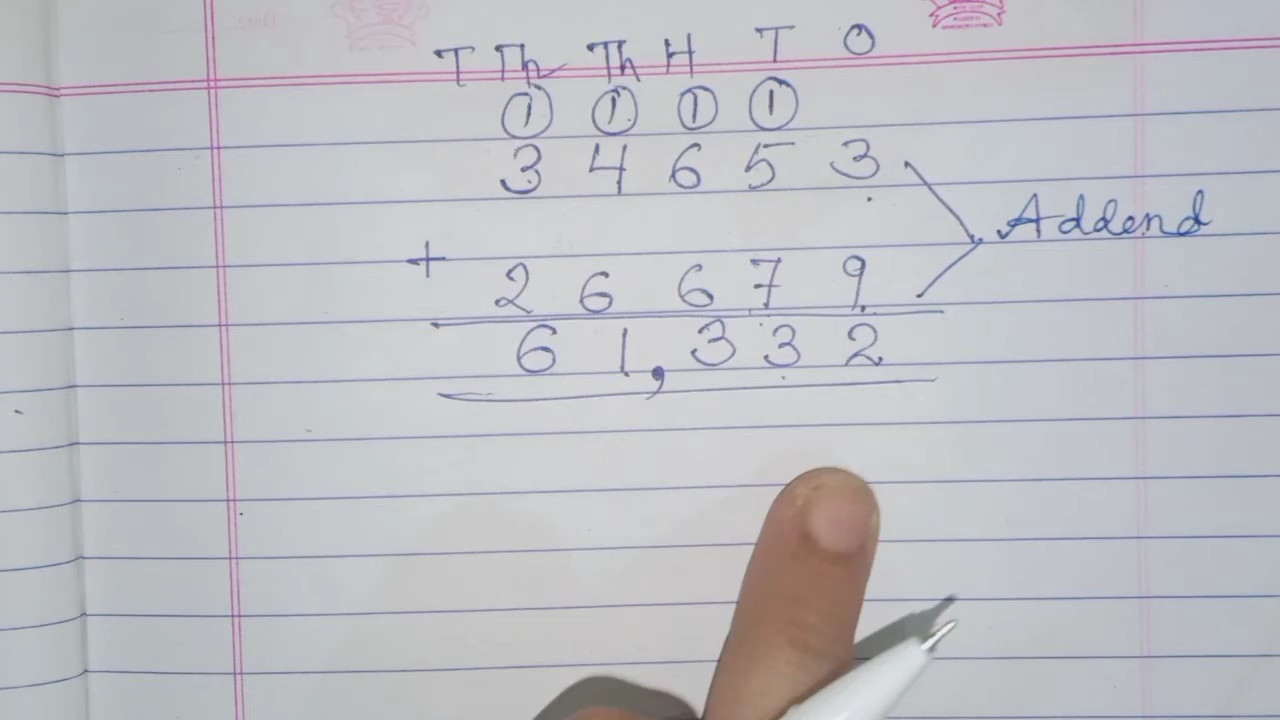 T Th Th H T O
1 1 1 1
3 4 6 5 3
Addend
+ 2 6 6 7 9
6 1, 3 3 2